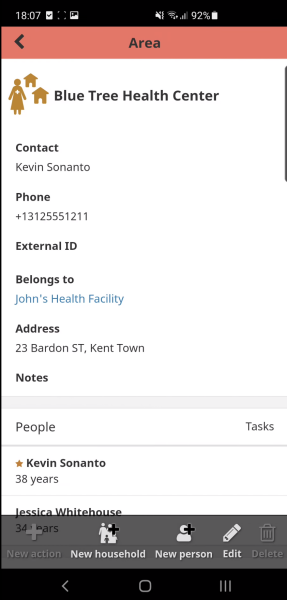 18:07 92%
Area
Blue Tree Health Center
Contact
Kevin Sonanto
Phone
+13125551211
External ID
Belongs to
John's Health Facility
Address
23 Bardon ST, Kent Town
Notes
People Tasks
Kevin Sonanto
38 years
Jessica Whitehouse
34 years
New action New household New person Edit Delete